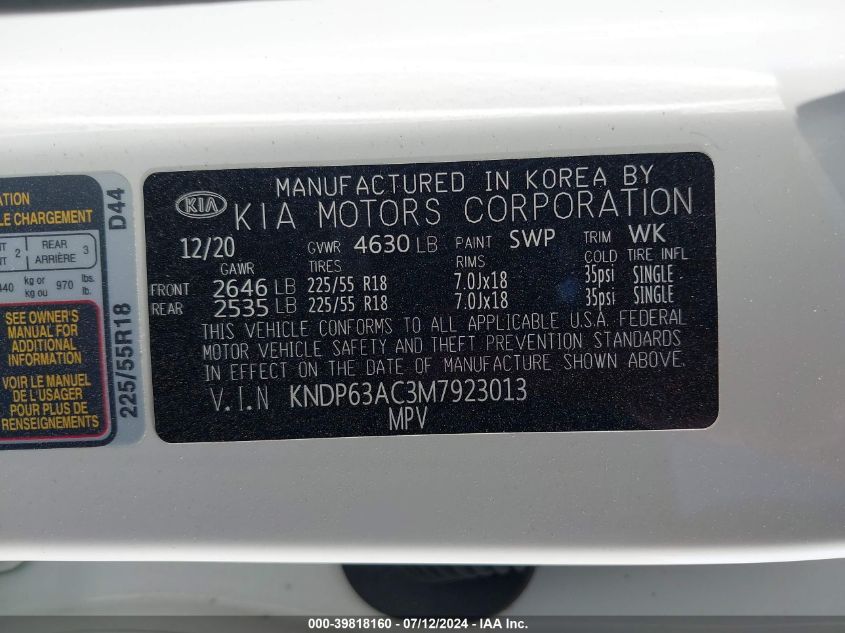 MANUFACTURED IN KOREA BY
KIA KIA MOTORS CORPORATION
12/20 GVWR 4630 LB PAINT SWP TRIM WK
GAWR TIRES RIMS COLD TIRE INFL
FRONT 2646 LB 225/55 R18 7.0Jx18 35psi SINGLE
REAR 2535 LB 225/55 R18 7.0Jx18 35psi SINGLE
THIS VEHICLE CONFORMS TO ALL APPLICABLE U.S.A. FEDERAL
MOTOR VEHICLE SAFETY AND THEFT PREVENTION STANDARDS
IN EFFECT ON THE DATE OF MANUFACTURE SHOWN ABOVE.
V.I.N KNDP63AC3M7923013
MPV
CHARGEMENT
2 REAR ARRIÈRE 3
kg or kg ou 970 lbs. lb.
SEE OWNER'S
MANUAL FOR
ADDITIONAL
INFORMATION
VOIR LE MANUEL
DE L'USAGER
POUR PLUS DE
RENSEIGNEMENTS
225/55R18 D44
000-39818160 - 07/12/2024 - IAA Inc.